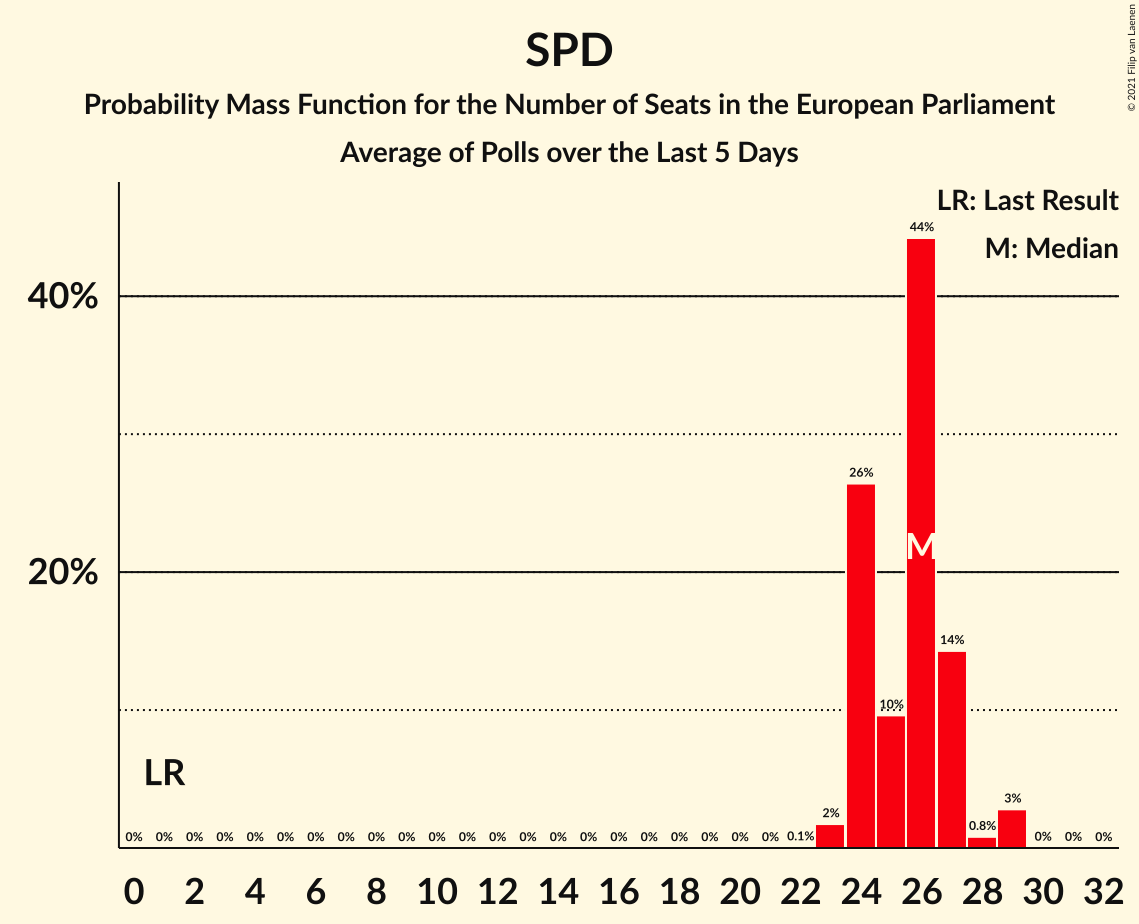 SPD
Probability Mass Function for the Number of Seats in the European Parliament
Average of Polls over the Last 5 Days
© 2021 Filip van Laenen
LR: Last Result
M: Median
44%
40%
26%
M
20%
14%
10%
LR
2% 3%
0% 0% 0% 0% 0% 0% 0% 0% 0% 0% 0% 0% 0% 0% 0% 0% 0% 0% 0% 0% 0% 0% 0.1% 0.8% 0% 0% 0%
0 2 4 6 8 10 12 14 16 18 20 22 24 26 28 30 32